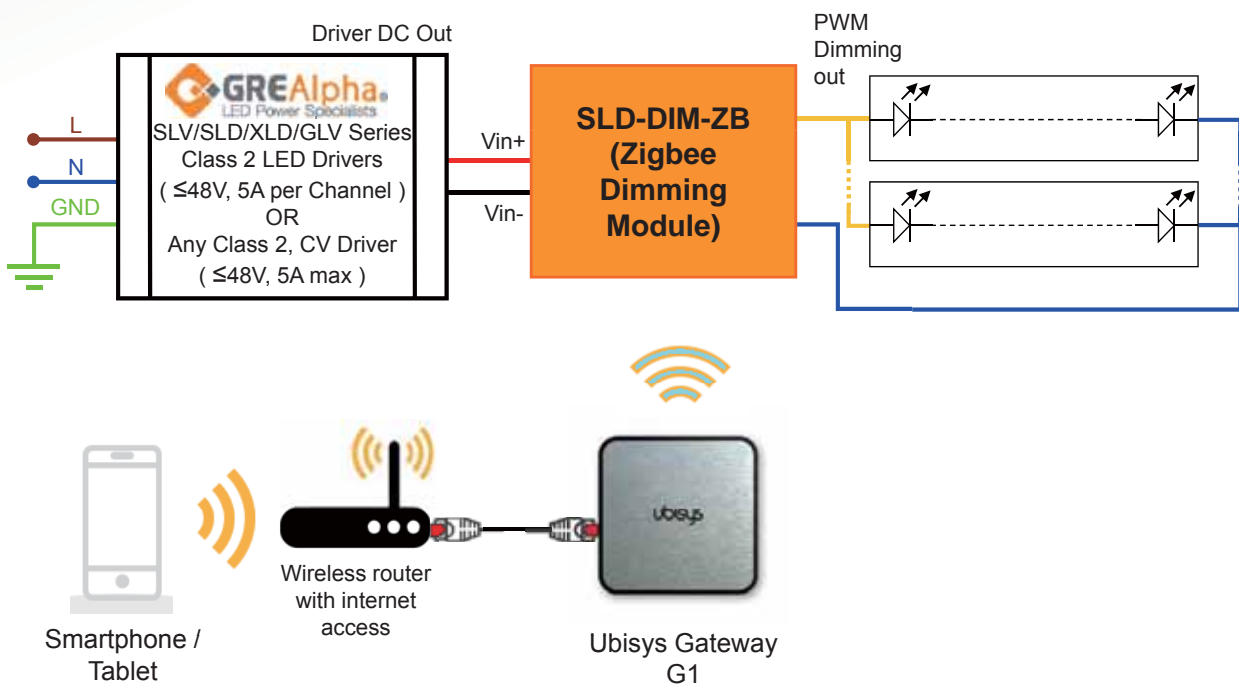 Driver DC Out
PWM
Dimming
out
GREAlpha®
LED Power Specialists
SLV/SLD/XLD/GLV Series
Class 2 LED Drivers
( ≤48V, 5A per Channel )
OR
Any Class 2, CV Driver
( ≤48V, 5A max )
L
N
GND
Vin+
Vin-
SLD-DIM-ZB
(Zigbee
Dimming
Module)
ubisys
Smartphone /
Tablet
Wireless router
with internet
access
Ubisys Gateway
G1